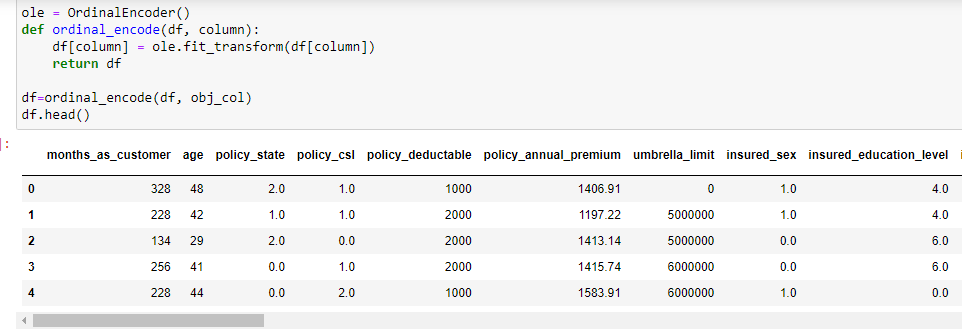 ole = OrdinalEncoder()
def ordinal_encode(df, column):
    df[column] = ole.fit_transform(df[column])
    return df
df=ordinal_encode(df, obj_col)
df.head()
]:
months_as_customer age policy_state policy_csl policy_deductable policy_annual_premium umbrella_limit insured_sex insured_education_level
0 328 48 2.0 1.0 1000 1406.91 0 1.0 4.0
1 228 42 1.0 1.0 2000 1197.22 5000000 1.0 4.0
2 134 29 2.0 0.0 2000 1413.14 5000000 0.0 6.0
3 256 41 0.0 1.0 2000 1415.74 6000000 0.0 6.0
4 228 44 0.0 2.0 1000 1583.91 6000000 1.0 0.0